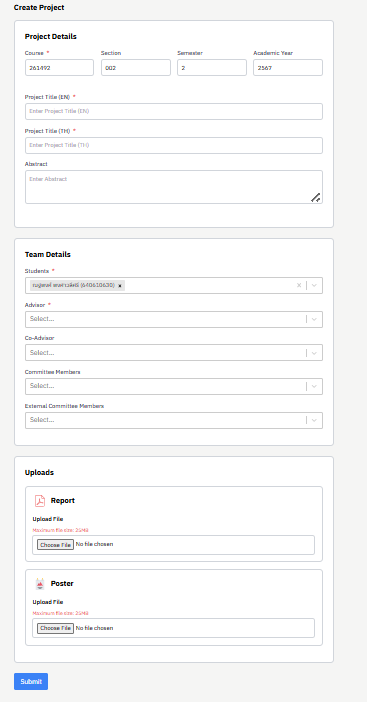 Create Project
Project Details
Course * Section Semester Academic Year
261492 002 2 2567
Project Title (EN) *
Enter Project Title (EN)
Project Title (TH) *
Enter Project Title (TH)
Abstract
Enter Abstract
Team Details
Students *
(640610630) ×
Advisor *
Select...
Co-Advisor
Select...
Committee Members
Select...
External Committee Members
Select...
Uploads
Report
Upload File
Maximum file size: 25MB
Choose File No file chosen
Poster
Upload File
Maximum file size: 25MB
Choose File No file chosen
Submit